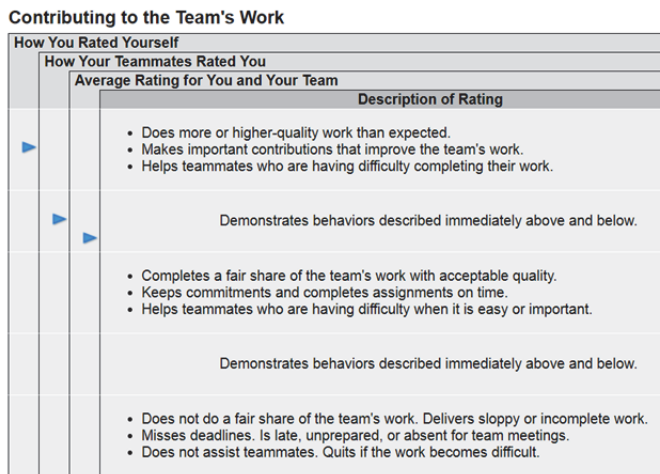 Contributing to the Team's Work
How You Rated Yourself
How Your Teammates Rated You
Average Rating for You and Your Team
Description of Rating
• Does more or higher-quality work than expected.
• Makes important contributions that improve the team's work.
• Helps teammates who are having difficulty completing their work.
Demonstrates behaviors described immediately above and below.
• Completes a fair share of the team's work with acceptable quality.
• Keeps commitments and completes assignments on time.
• Helps teammates who are having difficulty when it is easy or important.
Demonstrates behaviors described immediately above and below.
• Does not do a fair share of the team's work. Delivers sloppy or incomplete work.
• Misses deadlines. Is late, unprepared, or absent for team meetings.
• Does not assist teammates. Quits if the work becomes difficult.